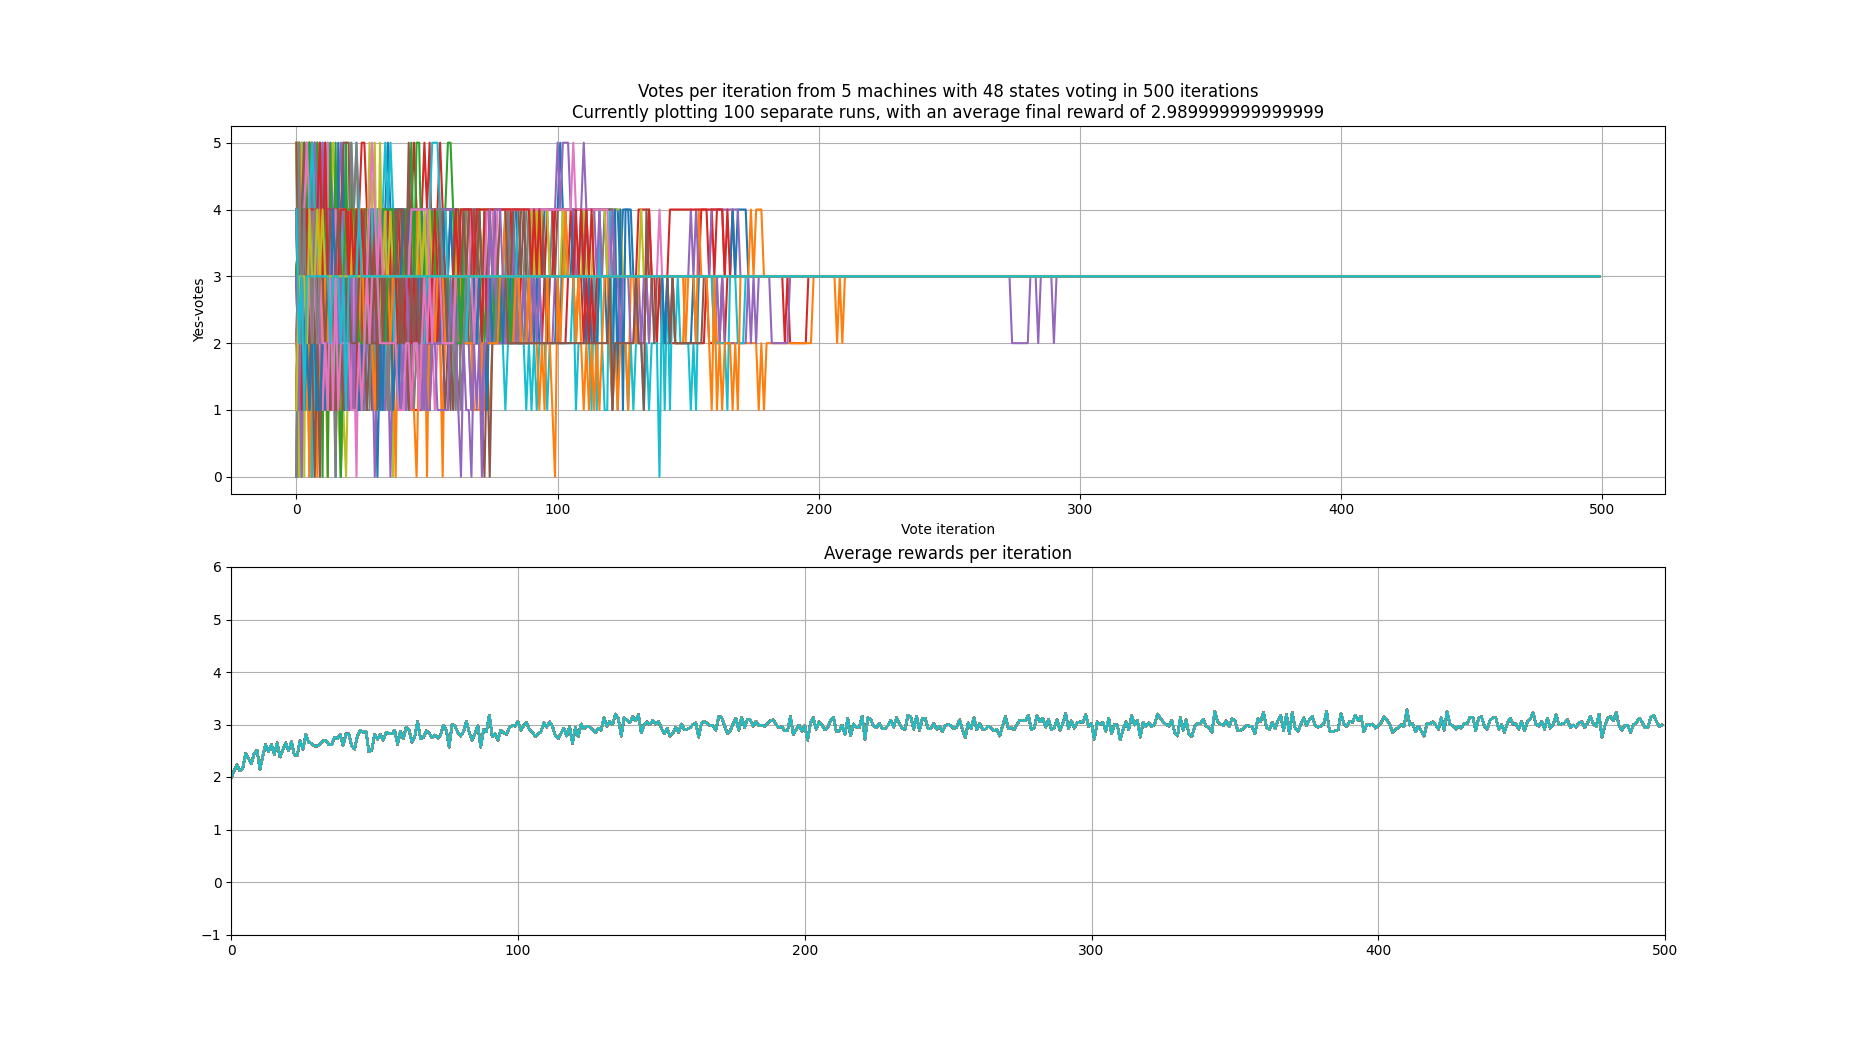 Votes per iteration from 5 machines with 48 states voting in 500 iterations
Currently plotting 100 separate runs, with an average final reward of 2.989999999999999
5
4
3
2
1
0
Yes-votes
0 100 200 300 400 500
Vote iteration
Average rewards per iteration
6
5
4
3
2
1
0
−1
0 100 200 300 400 500